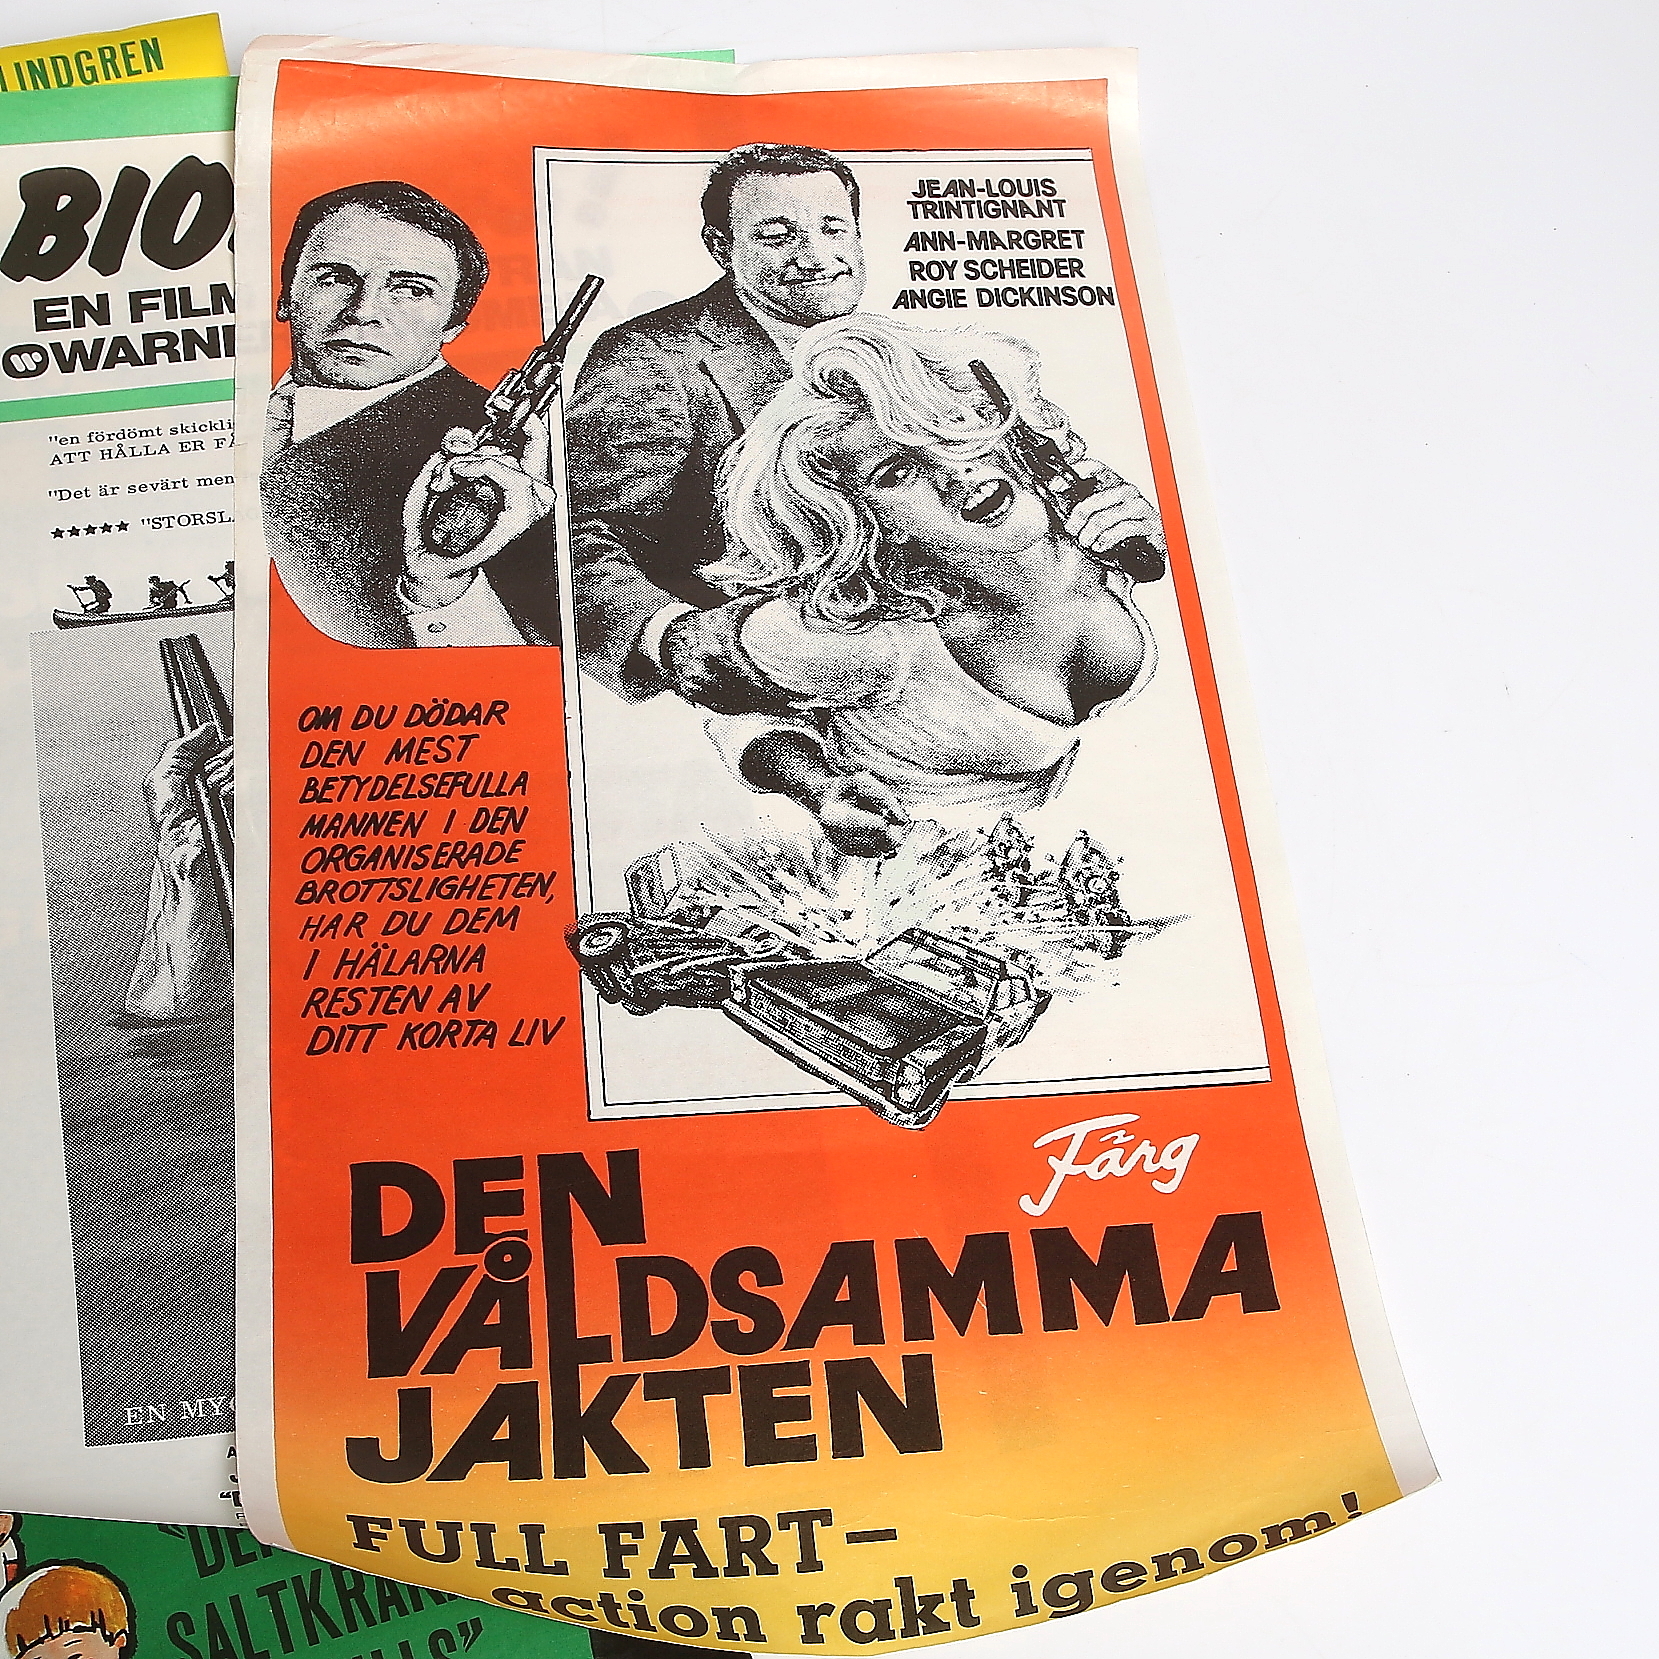 LINDGREN
BIO
EN FILM
WARNE
"en fördömt skickli
ATT HÅLLA ER FÅ
"Det är sevärt men
★★★★★ "STORSLA
EN MYC
JEAN-LOUIS
TRINTIGNANT
ANN-MARGRET
ROY SCHEIDER
ANGIE DICKINSON
OM DU DÖDAR
DEN MEST
BETYDELSEFULLA
MANNEN I DEN
ORGANISERADE
BROTTSLIGHETEN,
HAR DU DEM
I HÄLARNA
RESTEN AV
DITT KORTA LIV
Färg
DEN
VÅLDSAMMA
JAKTEN
FULL FART-
action rakt igenom!
SALTKRÅK